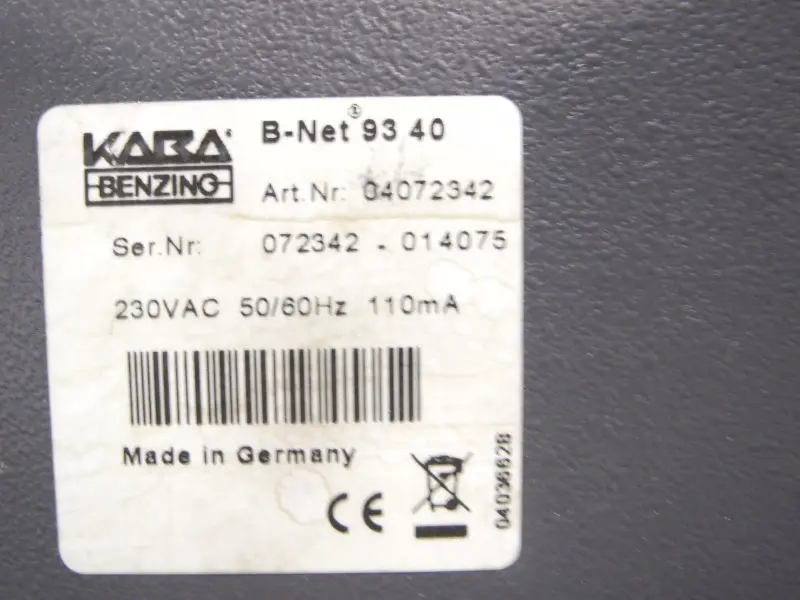 KABA®
BENZING
B-Net® 93 40
Art.Nr: 04072342
Ser.Nr: 072342 - 014075
230VAC 50/60Hz 110mA
Made in Germany
CE
04036628